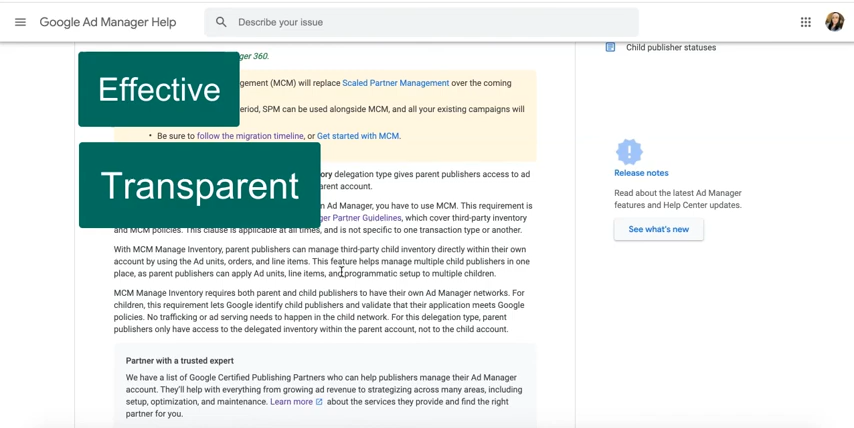 Google Ad Manager Help
Describe your issue
ger 360.
Child publisher statuses
Effective
gement (MCM) will replace Scaled Partner Management over the coming
eriod, SPM can be used alongside MCM, and all your existing campaigns will
• Be sure to follow the migration timeline, or Get started with MCM.
Transparent
ory delegation type gives parent publishers access to ad
arent account.
n Ad Manager, you have to use MCM. This requirement is
ger Partner Guidelines, which cover third-party inventory
and MCM policies. This clause is applicable at all times, and is not specific to one transaction type or another.
With MCM Manage Inventory, parent publishers can manage third-party child inventory directly within their own
account by using the Ad units, orders, and line items. This feature helps manage multiple child publishers in one
place, as parent publishers can apply Ad units, line items, and programmatic setup to multiple children.
MCM Manage Inventory requires both parent and child publishers to have their own Ad Manager networks. For
children, this requirement lets Google identify child publishers and validate that their application meets Google
policies. No trafficking or ad serving needs to happen in the child network. For this delegation type, parent
publishers only have access to the delegated inventory within the parent account, not to the child account.
Partner with a trusted expert
We have a list of Google Certified Publishing Partners who can help publishers manage their Ad Manager
account. They'll help with everything from growing ad revenue to strategizing across many areas, including
setup, optimization, and maintenance. Learn more about the services they provide and find the right
partner for you.
Release notes
Read about the latest Ad Manager
features and Help Center updates.
See what's new